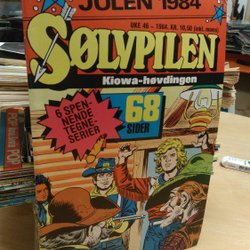 JULEN 1984
UKE 46 - 1984. KR. 10,50 (inkl. moms)
SØLVPILEN
Kiowa-høvdingen
6 SPEN-
NENDE
TEGNE-
SERIER
68
SIDER